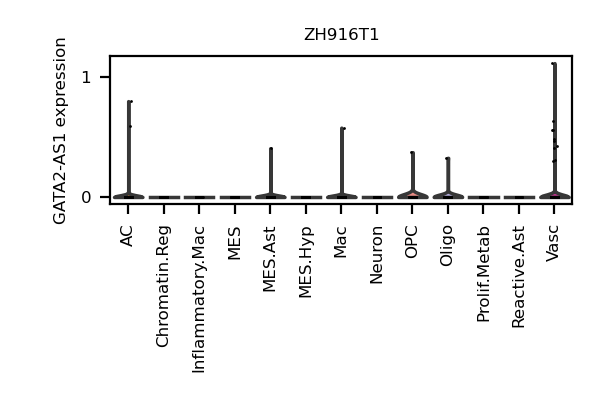 ZH916T1
GATA2-AS1 expression
1
0
AC
Chromatin.Reg
Inflammatory.Mac
MES
MES.Ast
MES.Hyp
Mac
Neuron
OPC
Oligo
Prolif.Metab
Reactive.Ast
Vasc